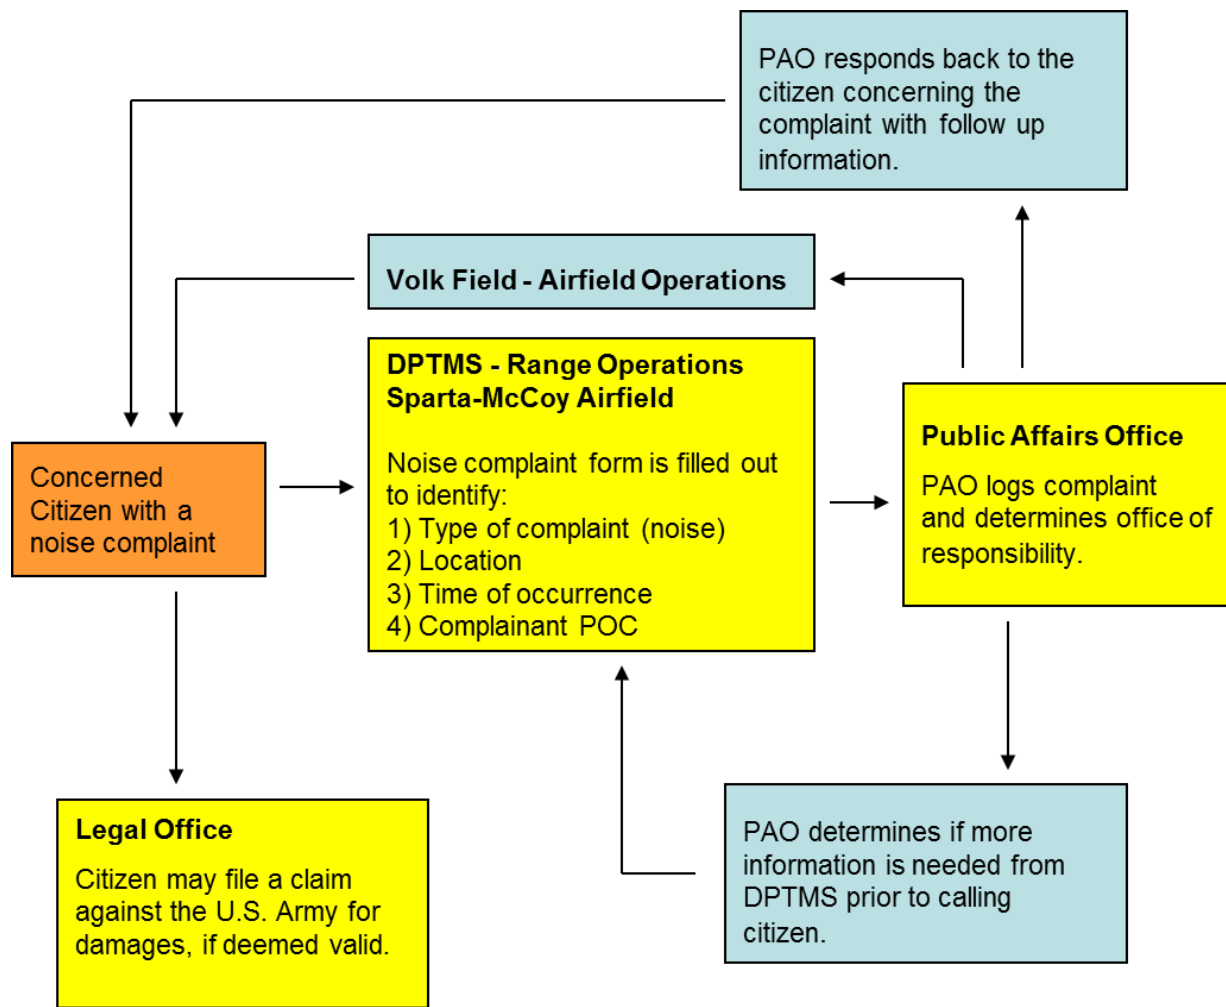 PAO responds back to the
citizen concerning the
complaint with follow up
information.
Volk Field - Airfield Operations
DPTMS - Range Operations
Sparta-McCoy Airfield
Noise complaint form is filled out
to identify:
1) Type of complaint (noise)
2) Location
3) Time of occurrence
4) Complainant POC
Public Affairs Office
PAO logs complaint
and determines office of
responsibility.
Concerned
Citizen with a
noise complaint
Legal Office
Citizen may file a claim
against the U.S. Army for
damages, if deemed valid.
PAO determines if more
information is needed from
DPTMS prior to calling
citizen.